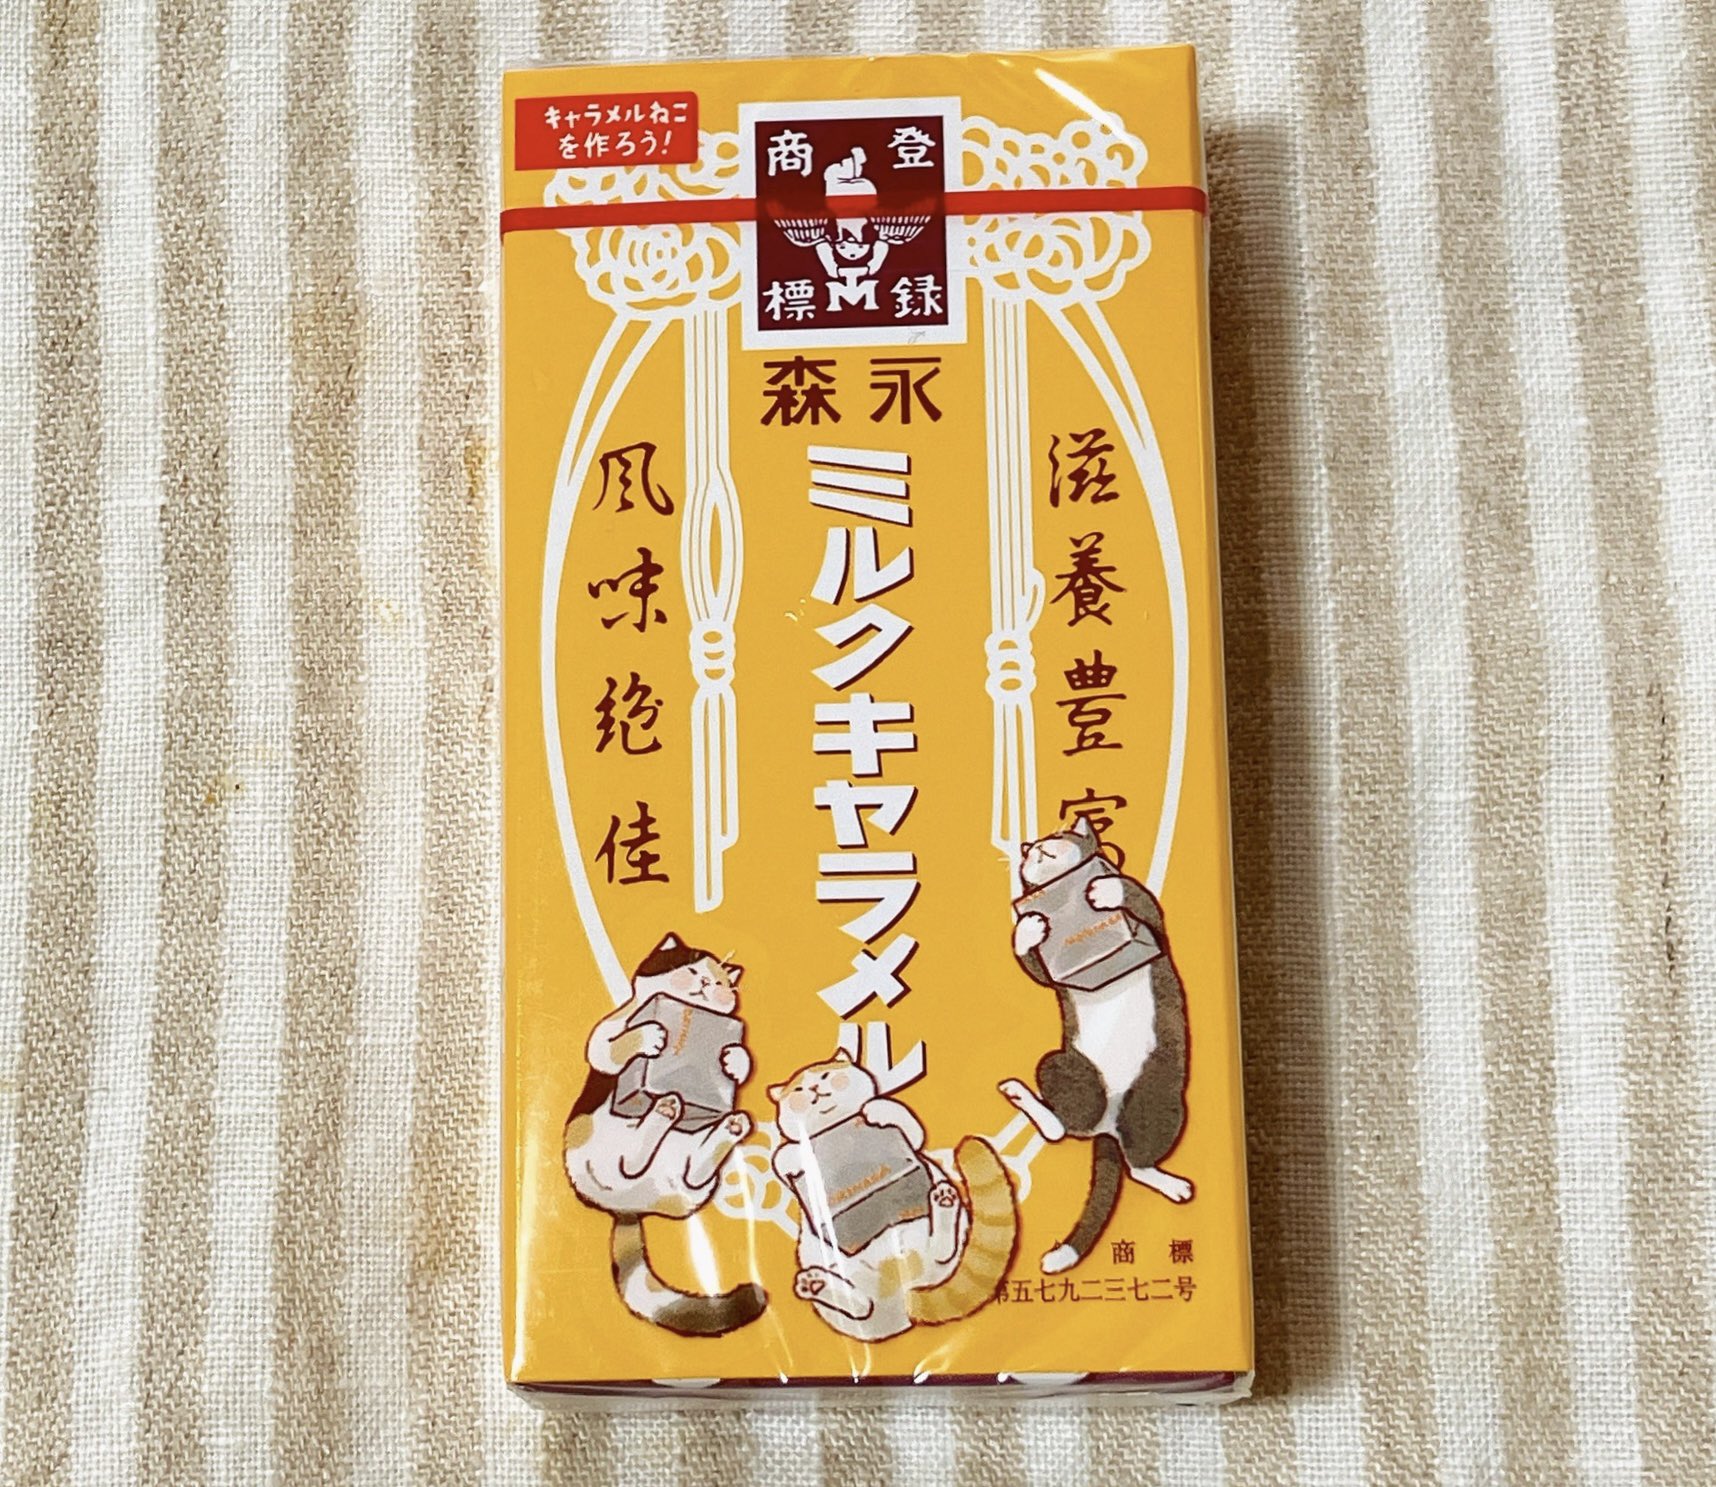 キャラメルねこ
を作ろう!
登録
商標
M
森永
ミルクキャラメル
滋養豊富
風味絶佳
商標
第五七九二三七二号